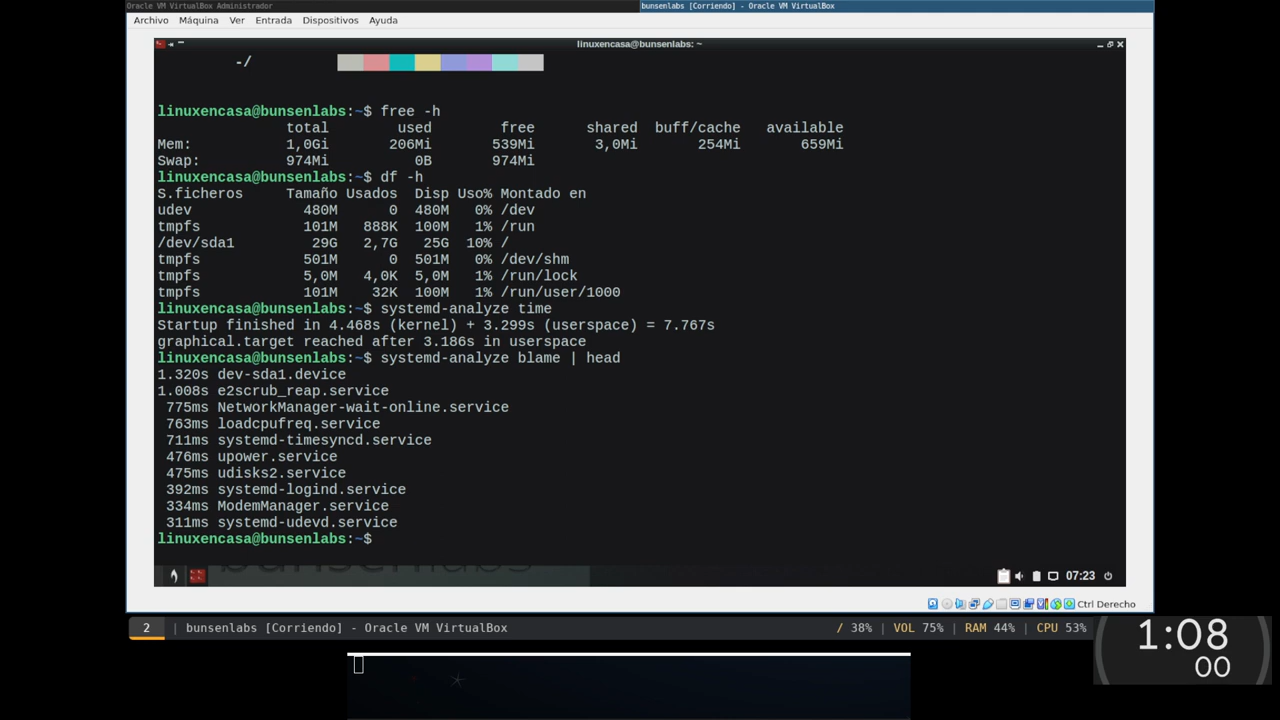 Oracle VM VirtualBox Administrador
bunsenlabs [Corriendo] - Oracle VM VirtualBox
Archivo Máquina Ver Entrada Dispositivos Ayuda
linuxencasa@bunsenlabs: ~
-/
linuxencasa@bunsenlabs:~$ free -h
total used free shared buff/cache available
Mem: 1,0Gi 206Mi 539Mi 3,0Mi 254Mi 659Mi
Swap: 974Mi 0B 974Mi
linuxencasa@bunsenlabs:~$ df -h
S.ficheros Tamaño Usados Disp Uso% Montado en
udev 480M 0 480M 0% /dev
tmpfs 101M 888K 100M 1% /run
/dev/sda1 29G 2,7G 25G 10% /
tmpfs 501M 0 501M 0% /dev/shm
tmpfs 5,0M 4,0K 5,0M 1% /run/lock
tmpfs 101M 32K 100M 1% /run/user/1000
linuxencasa@bunsenlabs:~$ systemd-analyze time
Startup finished in 4.468s (kernel) + 3.299s (userspace) = 7.767s
graphical.target reached after 3.186s in userspace
linuxencasa@bunsenlabs:~$ systemd-analyze blame | head
1.320s dev-sda1.device
1.008s e2scrub_reap.service
775ms NetworkManager-wait-online.service
763ms loadcpufreq.service
711ms systemd-timesyncd.service
476ms upower.service
475ms udisks2.service
392ms systemd-logind.service
334ms ModemManager.service
311ms systemd-udevd.service
linuxencasa@bunsenlabs:~$
bunsenlabs
07:23
Ctrl Derecho
2 | bunsenlabs [Corriendo] - Oracle VM VirtualBox / 38% | VOL 75% | RAM 44% | CPU 53%
1:08
00